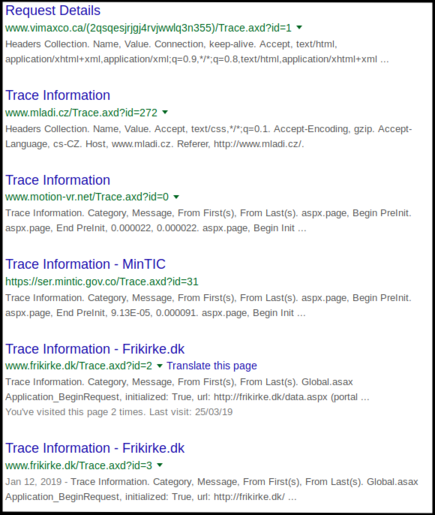 Request Details
www.vimaxco.ca/(2qsqesjrjgj4rvjwwlq3n355)/Trace.axd?id=1
Headers Collection. Name, Value. Connection, keep-alive. Accept, text/html,
application/xhtml+xml,application/xml;q=0.9,*/*;q=0.8,text/html,application/xhtml+xml ...
Trace Information
www.mladi.cz/Trace.axd?id=272
Headers Collection. Name, Value. Accept, text/css,*/*;q=0.1. Accept-Encoding, gzip. Accept-
Language, cs-CZ. Host, www.mladi.cz. Referer, http://www.mladi.cz/.
Trace Information
www.motion-vr.net/Trace.axd?id=0
Trace Information. Category, Message, From First(s), From Last(s). aspx.page, Begin PreInit.
aspx.page, End PreInit, 0.000022, 0.000022. aspx.page, Begin Init ...
Trace Information - MinTIC
https://ser.mintic.gov.co/Trace.axd?id=31
Trace Information. Category, Message, From First(s), From Last(s). aspx.page, Begin PreInit.
aspx.page, End PreInit, 9.13E-05, 0.000091. aspx.page, Begin Init ...
Trace Information - Frikirke.dk
www.frikirke.dk/Trace.axd?id=2 Translate this page
Trace Information. Category, Message, From First(s), From Last(s). Global.asax
Application_BeginRequest, initialized: True, url: http://frikirke.dk/data.aspx (portal ...
You've visited this page 2 times. Last visit: 25/03/19
Trace Information - Frikirke.dk
www.frikirke.dk/Trace.axd?id=3
Jan 12, 2019 - Trace Information. Category, Message, From First(s), From Last(s). Global.asax
Application_BeginRequest, initialized: True, url: http://frikirke.dk/ ...